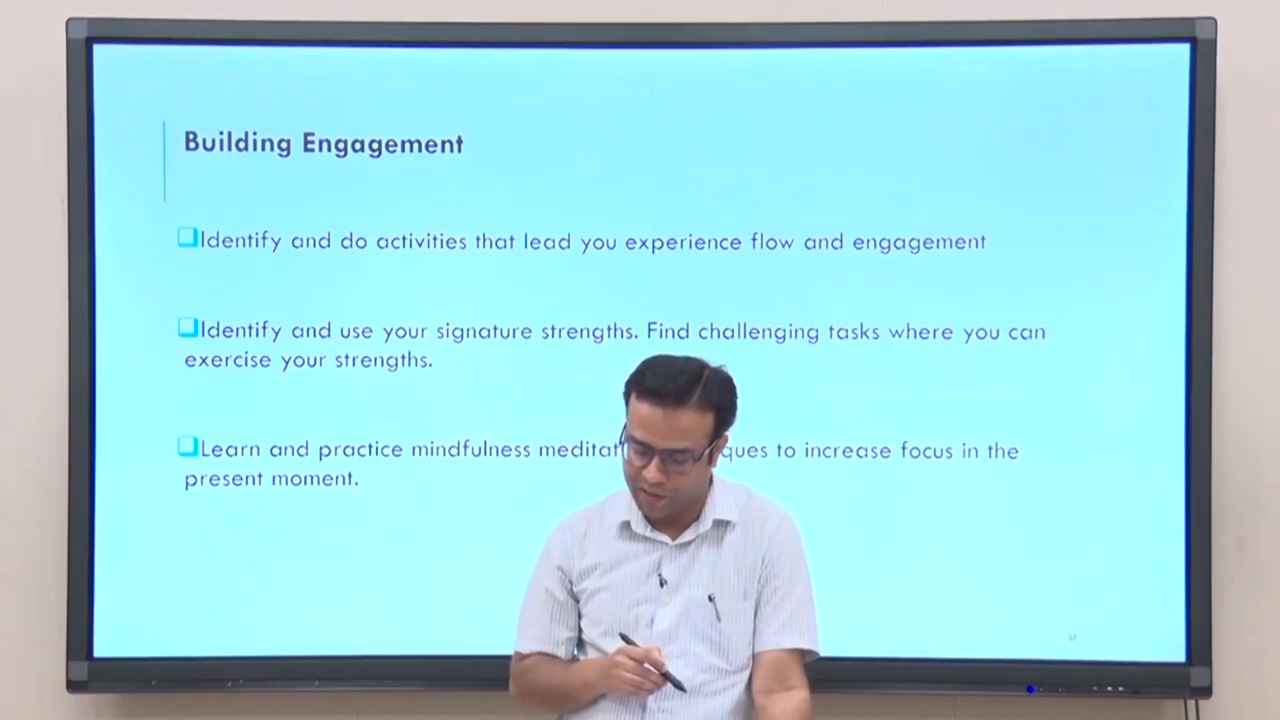 Building Engagement
❑Identify and do activities that lead you experience flow and engagement
❑Identify and use your signature strengths. Find challenging tasks where you can
exercise your strengths.
❑Learn and practice mindfulness to increase focus in the
present moment.